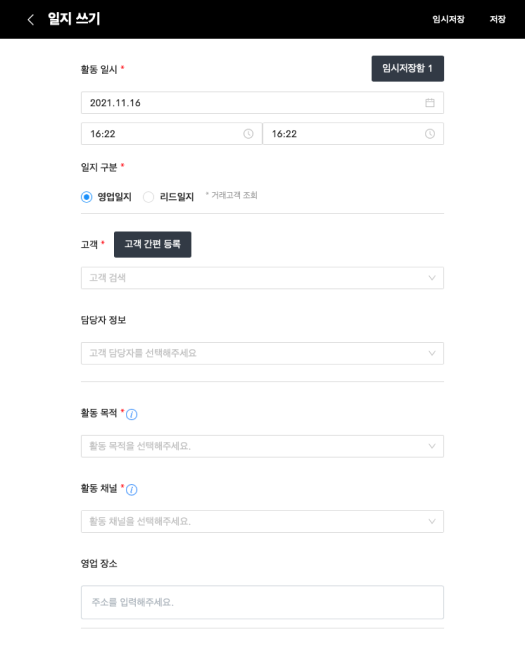 일지 쓰기 임시저장 저장
활동 일시 * 임시저장함 1
2021.11.16
16:22 16:22
일지 구분 *
영업일지 리드일지 * 거래고객 조회
고객 * 고객 간편 등록
고객 검색
담당자 정보
고객 담당자를 선택해주세요
활동 목적 * i
활동 목적을 선택해주세요.
활동 채널 * i
활동 채널을 선택해주세요.
영업 장소
주소를 입력해주세요.